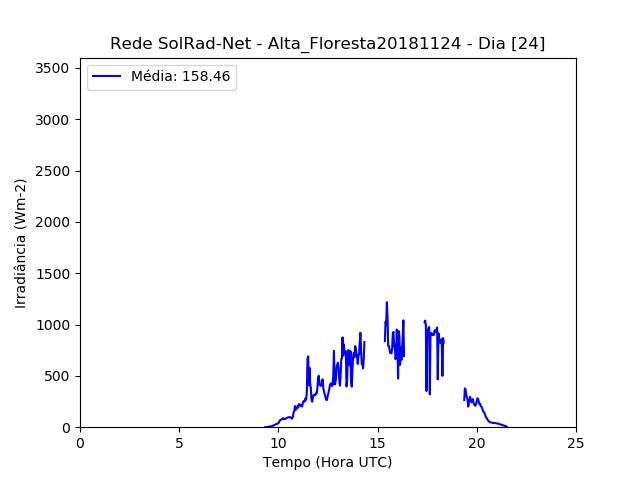 Rede SolRad-Net - Alta_Floresta20181124 - Dia [24]
Média: 158.46
Irradiância (Wm-2)
3500
3000
2500
2000
1500
1000
500
0
0 5 10 15 20 25
Tempo (Hora UTC)